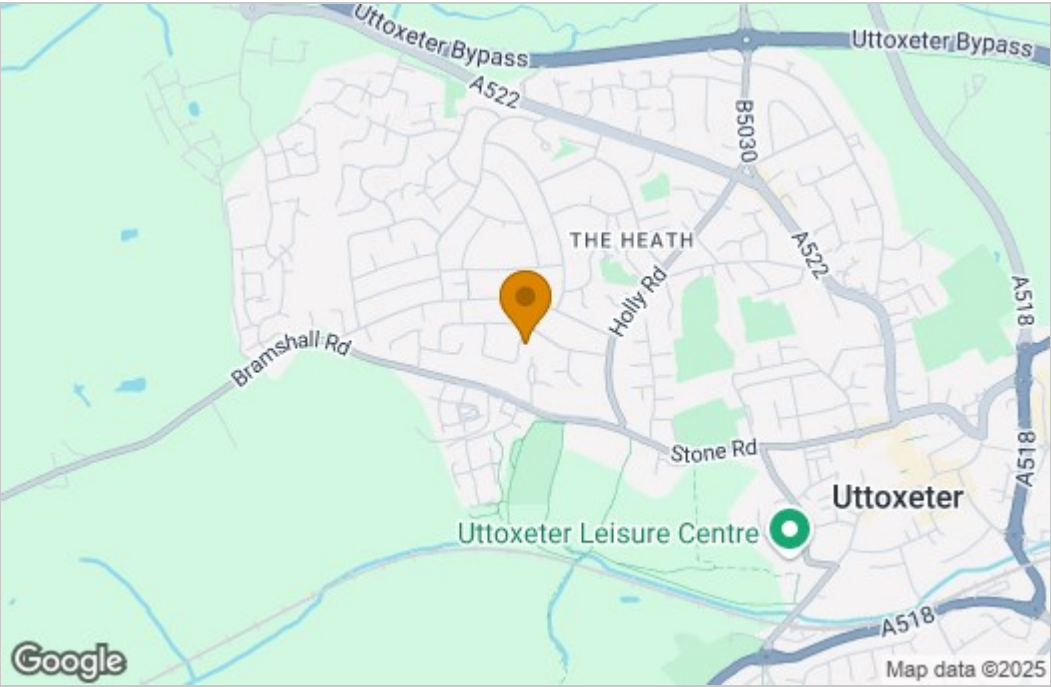 Uttoxeter Bypass
Uttoxeter Bypass
A522
B5030
THE HEATH
A522
Holly Rd
A518
Bramshall Rd
Stone Rd
A518
Uttoxeter
Uttoxeter Leisure Centre
A518
Google
Map data ©2025